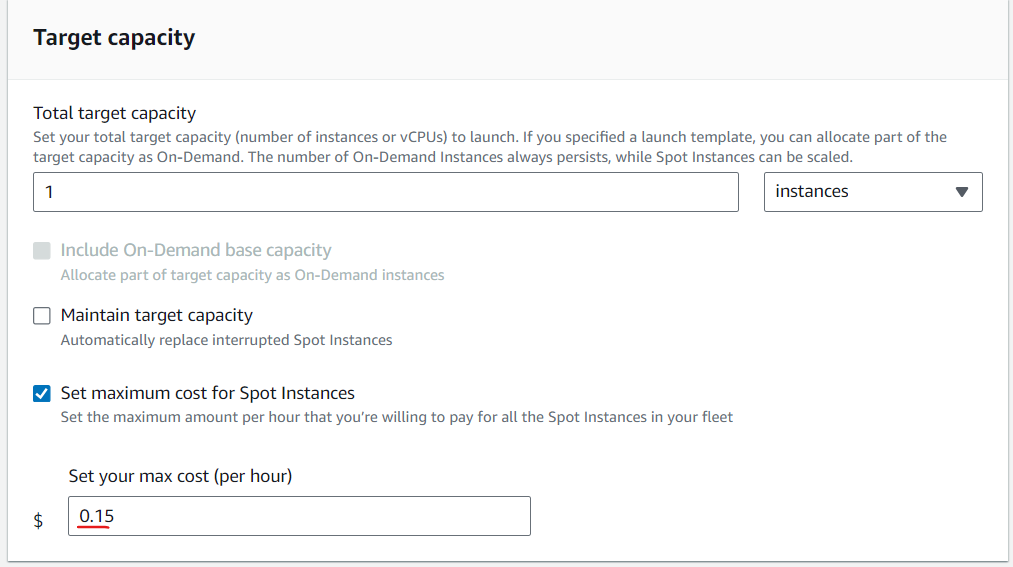 Target capacity
Total target capacity
Set your total target capacity (number of instances or vCPUs) to launch. If you specified a launch template, you can allocate part of the
target capacity as On-Demand. The number of On-Demand Instances always persists, while Spot Instances can be scaled.
1
instances
Include On-Demand base capacity
Allocate part of target capacity as On-Demand instances
Maintain target capacity
Automatically replace interrupted Spot Instances
Set maximum cost for Spot Instances
Set the maximum amount per hour that you’re willing to pay for all the Spot Instances in your fleet
Set your max cost (per hour)
$
0.15